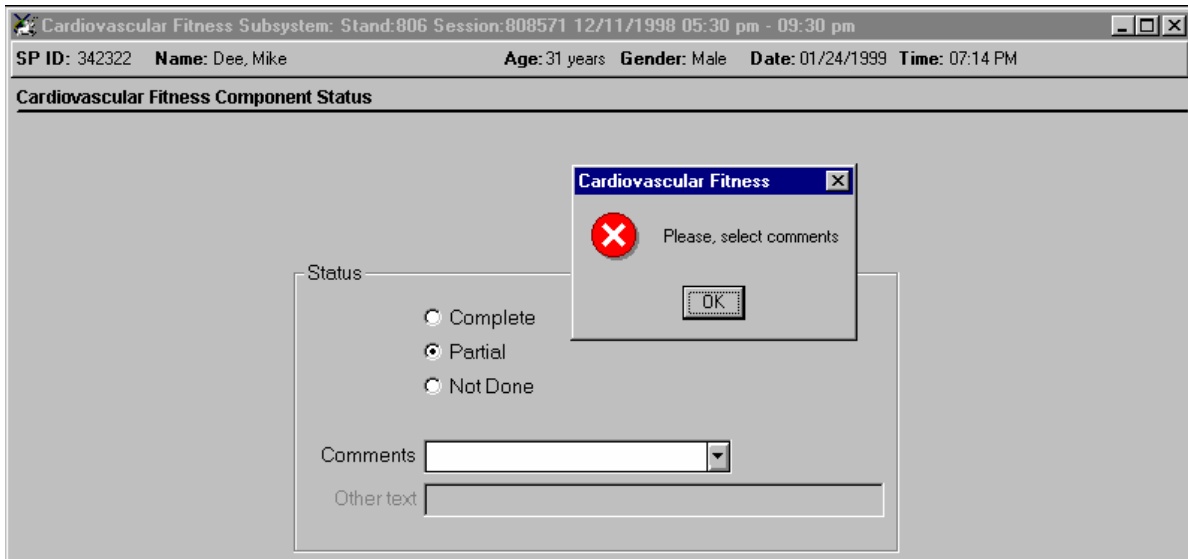 Cardiovascular Fitness Subsystem: Stand:806 Session:808571 12/11/1998 05:30 pm - 09:30 pm
SP ID: 342322 Name: Dee, Mike Age: 31 years Gender: Male Date: 01/24/1999 Time: 07:14 PM
Cardiovascular Fitness Component Status
Cardiovascular Fitness
Please, select comments
OK
Status
Complete
Partial
Not Done
Comments
Other text